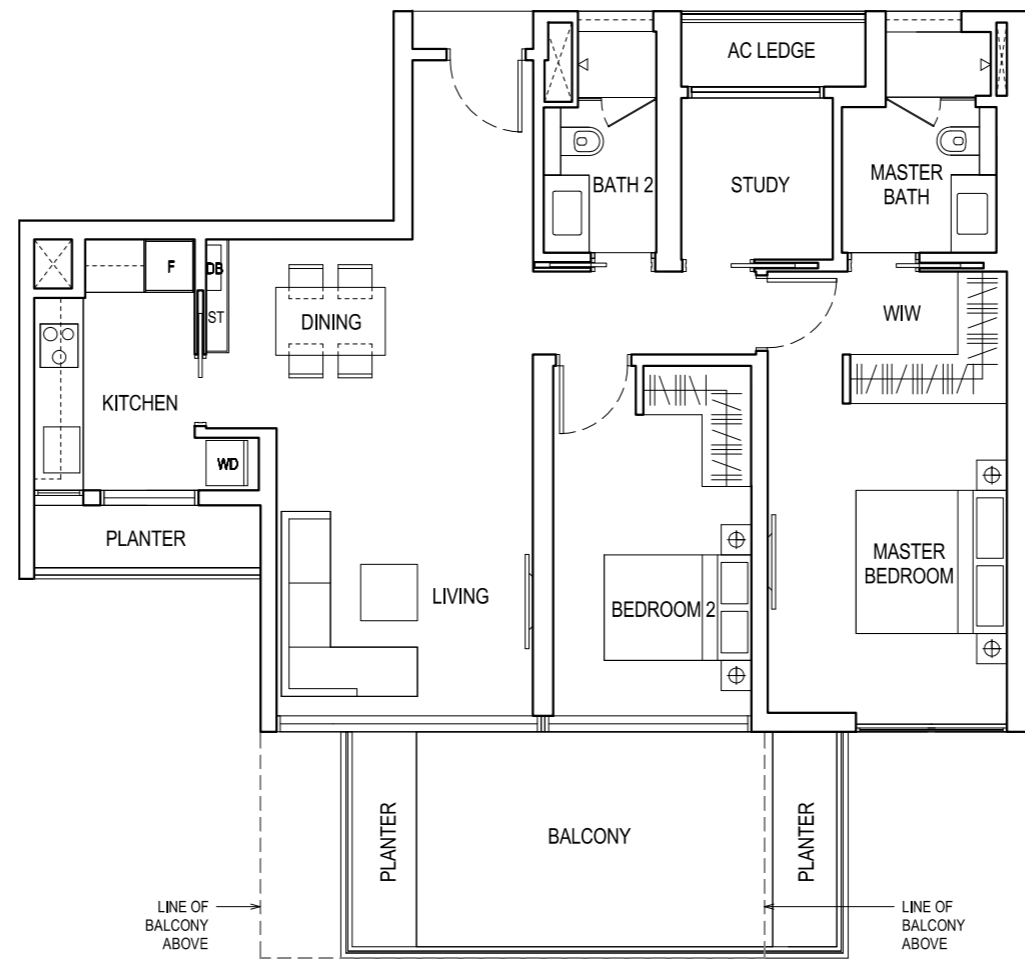 AC LEDGE
BATH 2
STUDY
MASTER
BATH
F
DB
ST
DINING
WIW
KITCHEN
WD
PLANTER
LIVING
BEDROOM 2
MASTER
BEDROOM
PLANTER
BALCONY
PLANTER
LINE OF
BALCONY
ABOVE
LINE OF
BALCONY
ABOVE